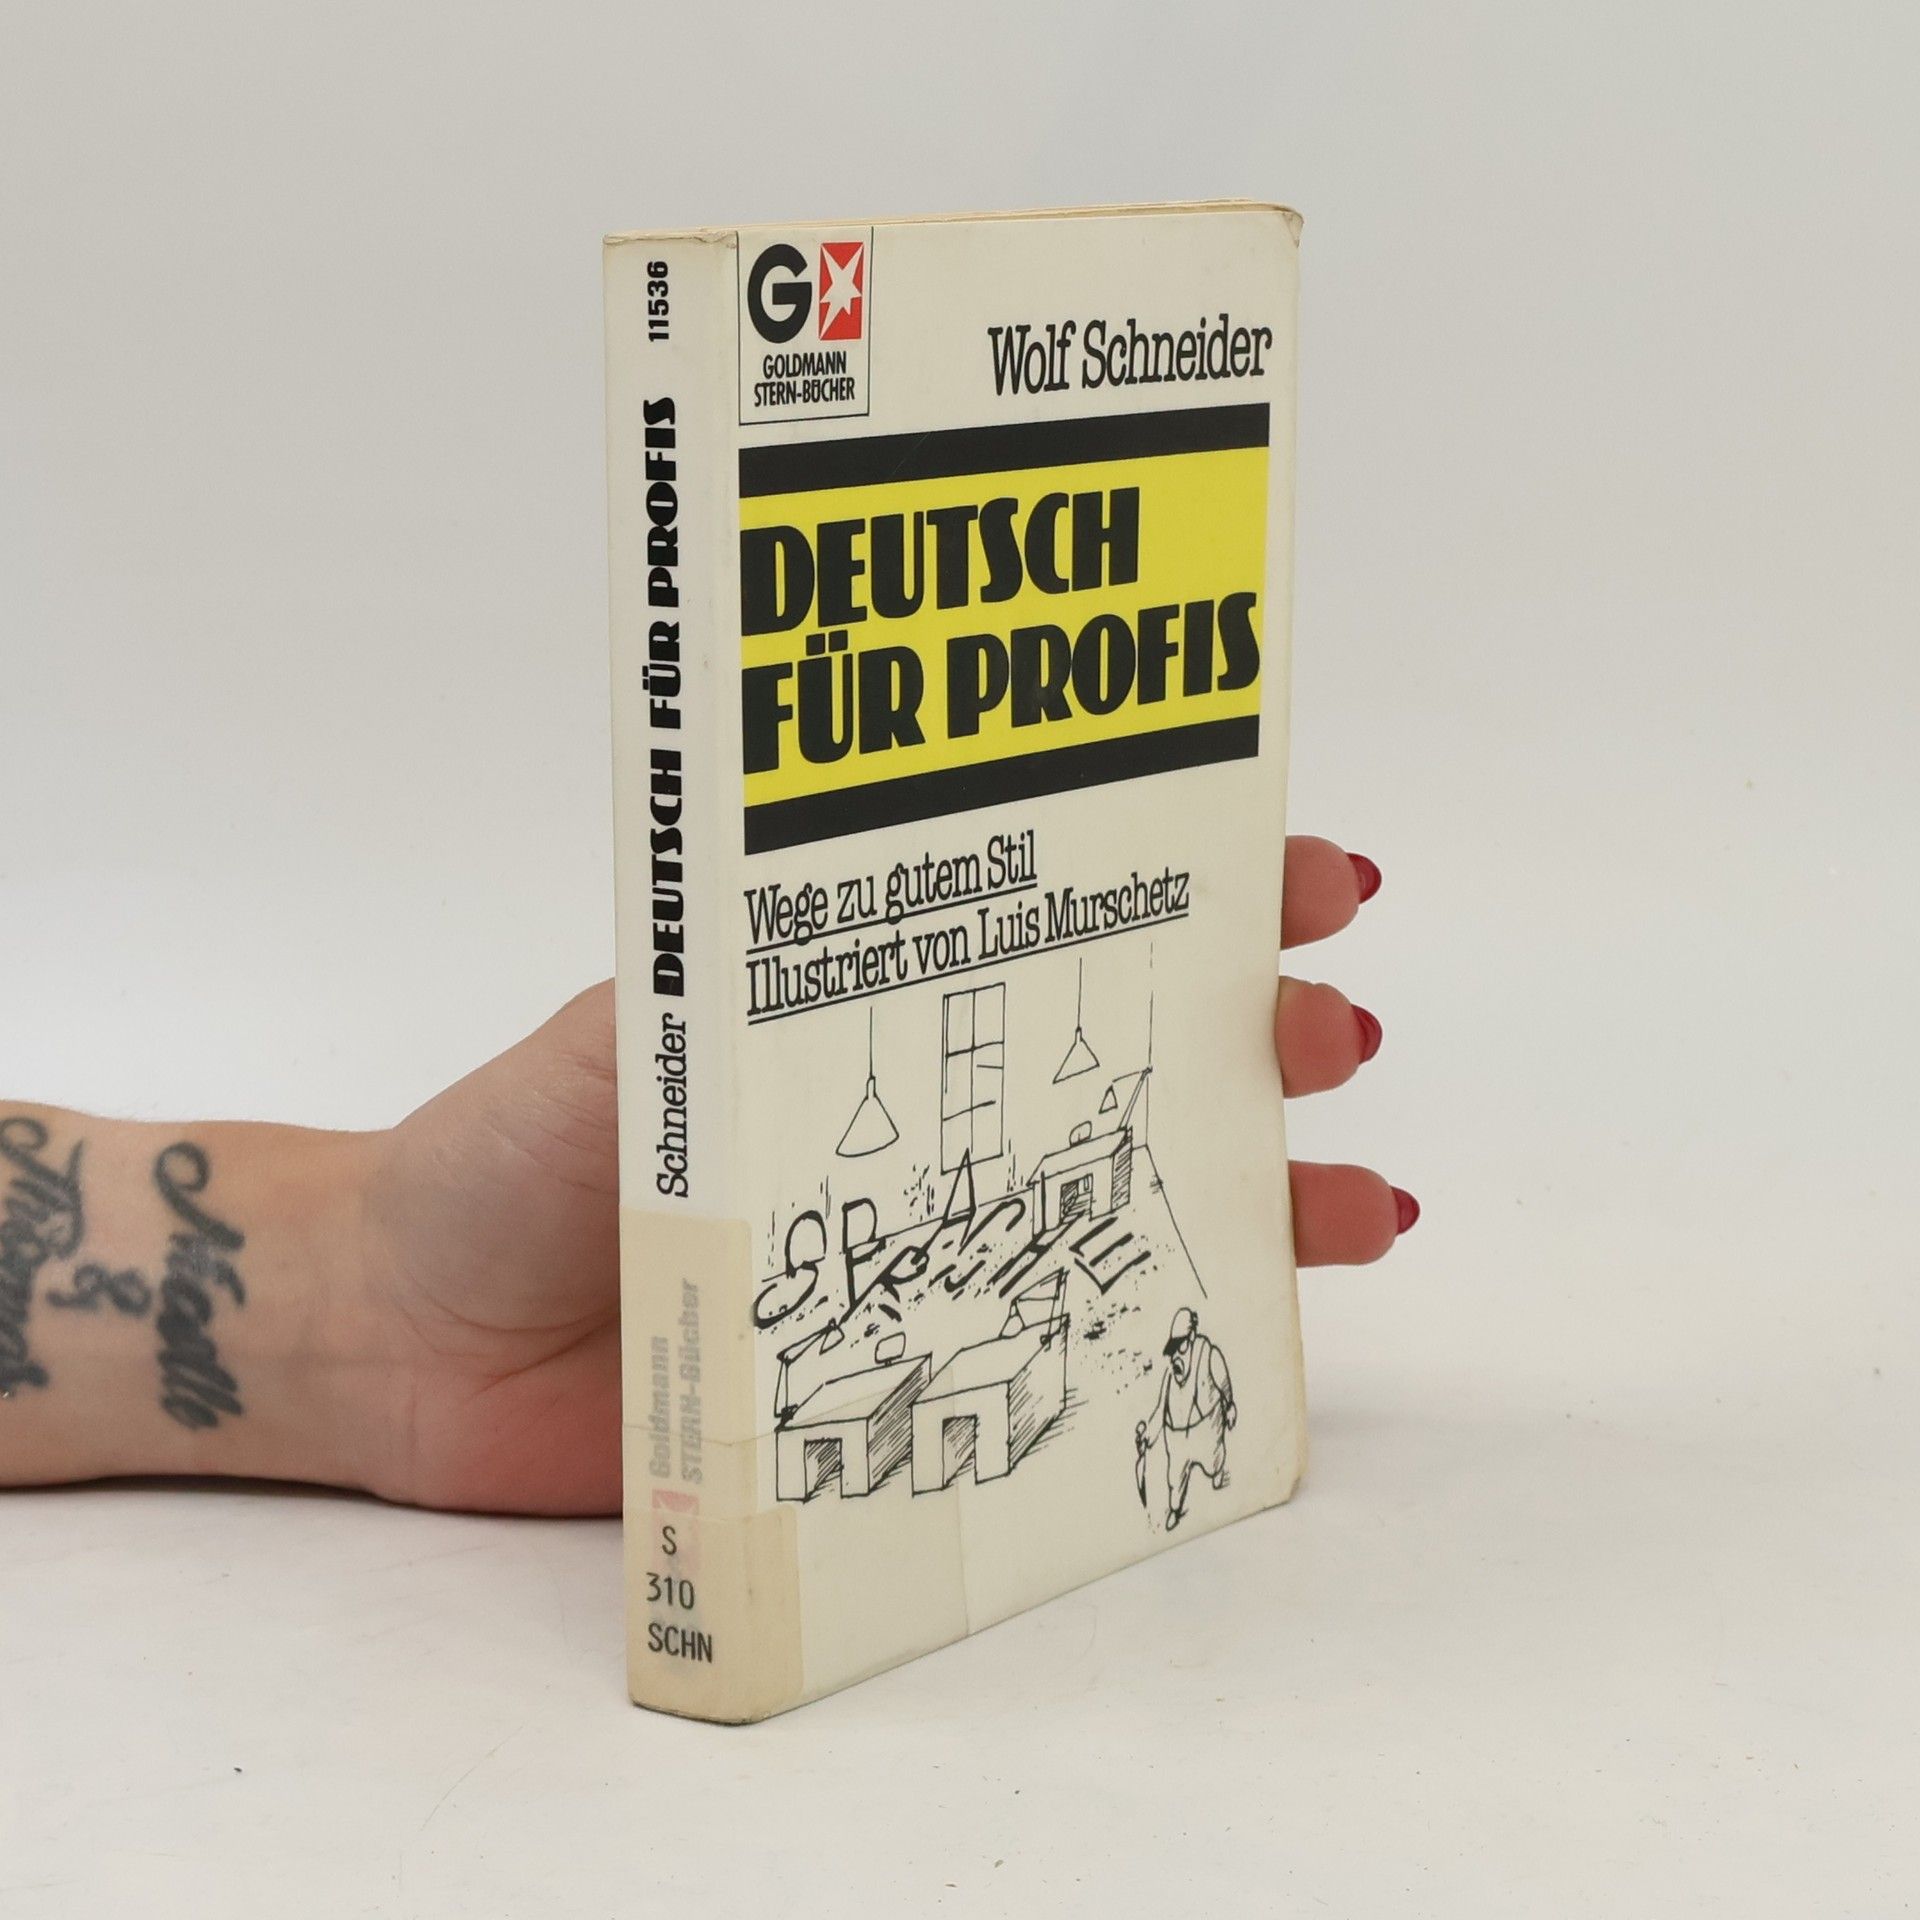 11536
DEUTSCH FÜR PROFIS
Schneider
Goldmann
STERN-Bücher
S
310
SCHN
G
GOLDMANN
STERN-BÜCHER
Wolf Schneider
DEUTSCH
FÜR PROFIS
Wege zu gutem Stil
Illustriert von Luis Murschetz
SPRASCHE
&